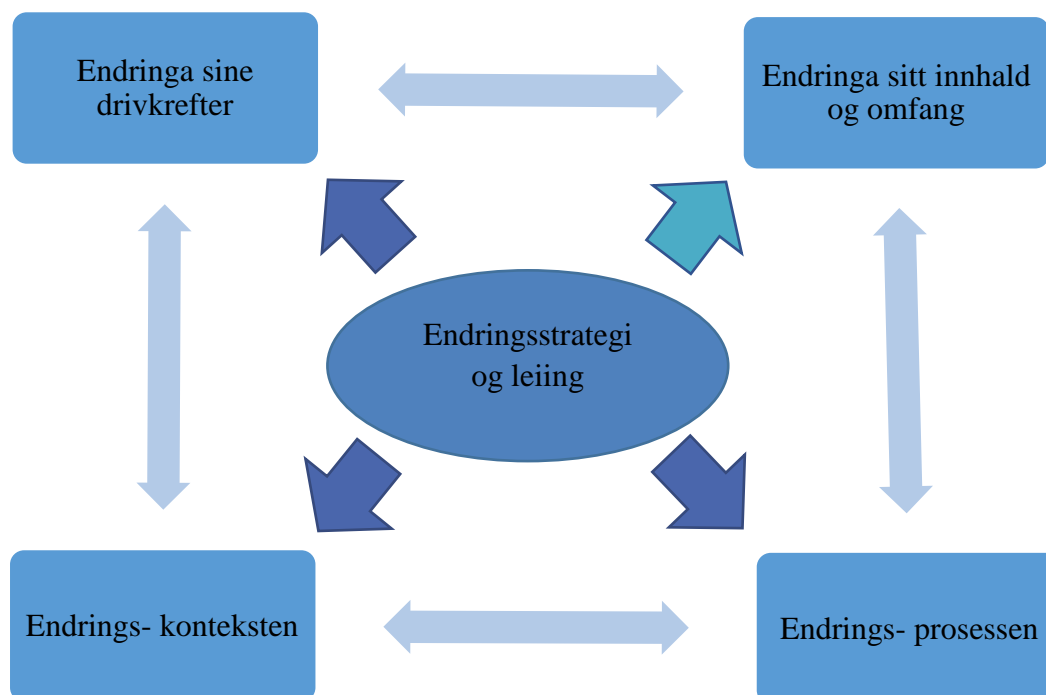 Endringa sine
drivkrefter
Endringa sitt innhald
og omfang
Endringsstrategi
og leiing
Endrings- konteksten
Endrings- prosessen